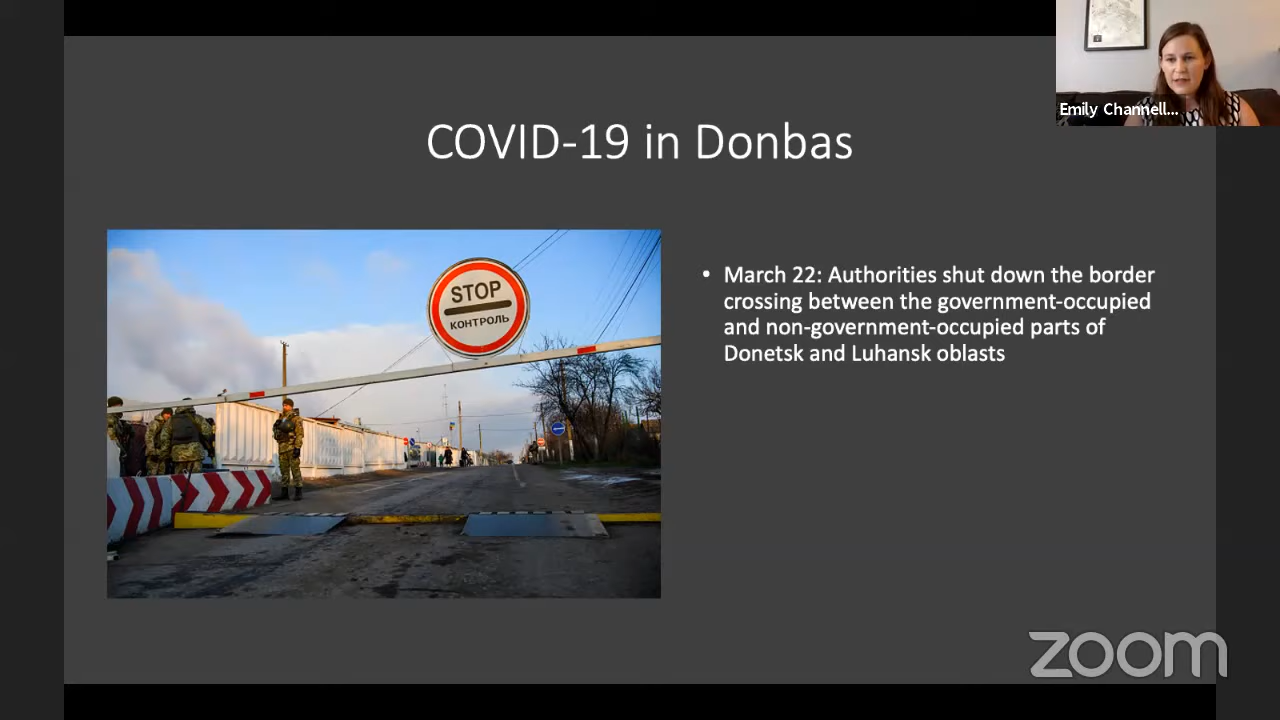 Emily Channell...
COVID-19 in Donbas
STOP
КОНТРОЛЬ
• March 22: Authorities shut down the border
crossing between the government-occupied
and non-government-occupied parts of
Donetsk and Luhansk oblasts
zoom